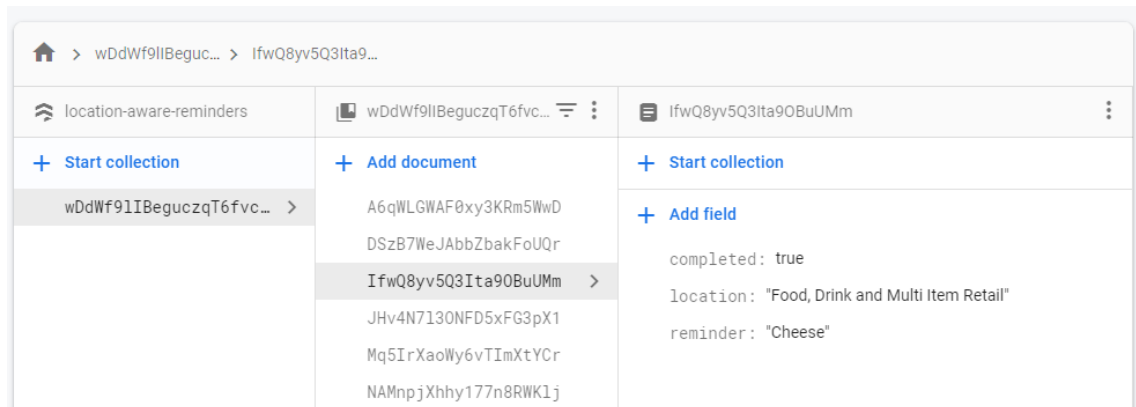 wDdWf9lIBeguc... > IfwQ8yv5Q3Ita9...
location-aware-reminders
+ Start collection
wDdWf9lIBeguczqT6fvc...
wDdWf9lIBeguczqT6fvc...
+ Add document
A6qWLGWAF0xy3KRm5WwD
DSzB7WeJAbbZbakFoUQr
IfwQ8yv5Q3Ita9OBuUMm
JHv4N7l3ONFD5xFG3pX1
Mq5IrXaoWy6vTImXtYCr
NAMnpjXhhy177n8RWKlj
IfwQ8yv5Q3Ita9OBuUMm
+ Start collection
+ Add field
completed: true
location: "Food, Drink and Multi Item Retail"
reminder: "Cheese"